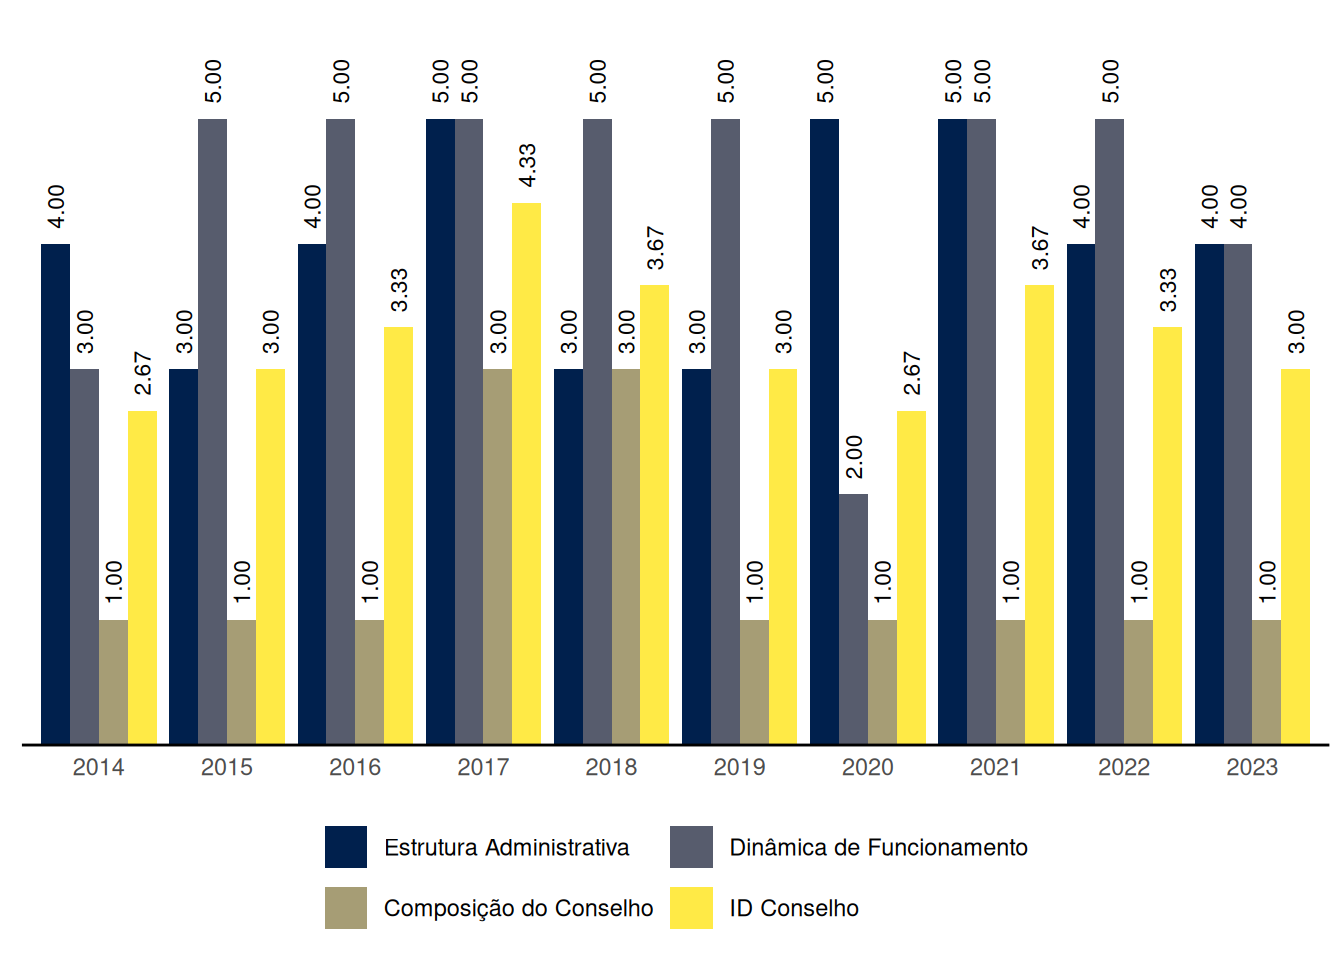 5.00 5.00 5.00 5.00 5.00 5.00 5.00 5.00 5.00 5.00
4.33
4.00 4.00 4.00 4.00 4.00
3.67 3.67
3.33 3.33
3.00 3.00 3.00 3.00 3.00 3.00 3.00 3.00 3.00
2.67 2.67
2.00
1.00 1.00 1.00 1.00 1.00 1.00 1.00 1.00
2014 2015 2016 2017 2018 2019 2020 2021 2022 2023
Estrutura Administrativa Dinâmica de Funcionamento
Composição do Conselho ID Conselho